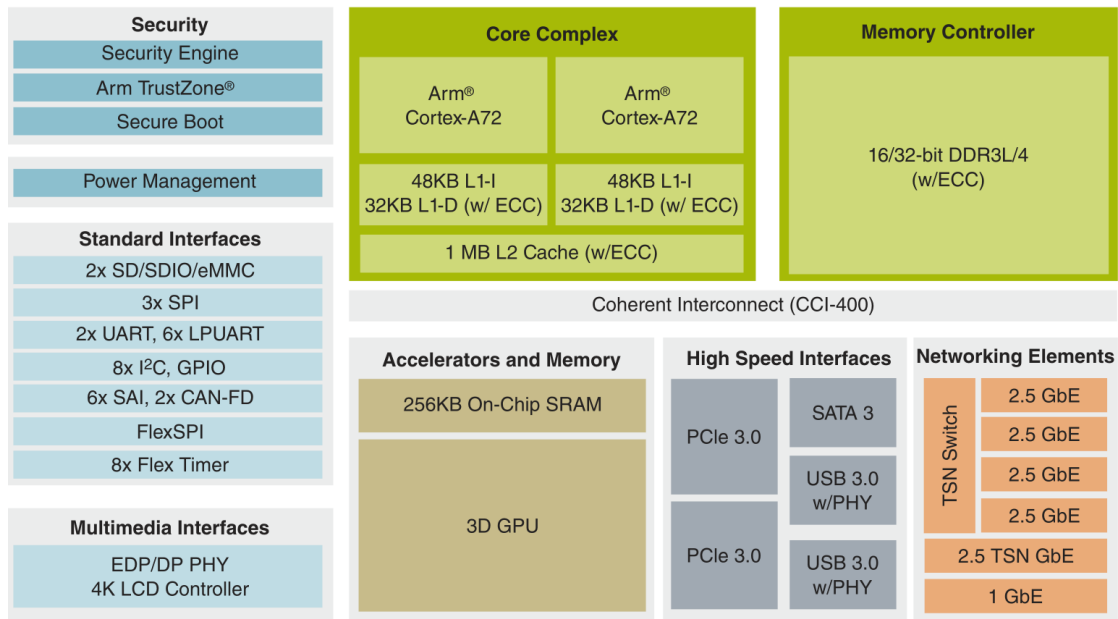 Security
Security Engine
Arm TrustZone®
Secure Boot
Power Management
Standard Interfaces
2x SD/SDIO/eMMC
3x SPI
2x UART, 6x LPUART
8x I²C, GPIO
6x SAI, 2x CAN-FD
FlexSPI
8x Flex Timer
Multimedia Interfaces
EDP/DP PHY
4K LCD Controller
Core Complex
Arm®
Cortex-A72
Arm®
Cortex-A72
48KB L1-I
32KB L1-D (w/ ECC)
48KB L1-I
32KB L1-D (w/ ECC)
1 MB L2 Cache (w/ECC)
Memory Controller
16/32-bit DDR3L/4
(w/ECC)
Coherent Interconnect (CCI-400)
Accelerators and Memory
256KB On-Chip SRAM
3D GPU
High Speed Interfaces
PCIe 3.0
PCIe 3.0
SATA 3
USB 3.0
w/PHY
USB 3.0
w/PHY
Networking Elements
TSN Switch
2.5 GbE
2.5 GbE
2.5 GbE
2.5 GbE
2.5 TSN GbE
1 GbE